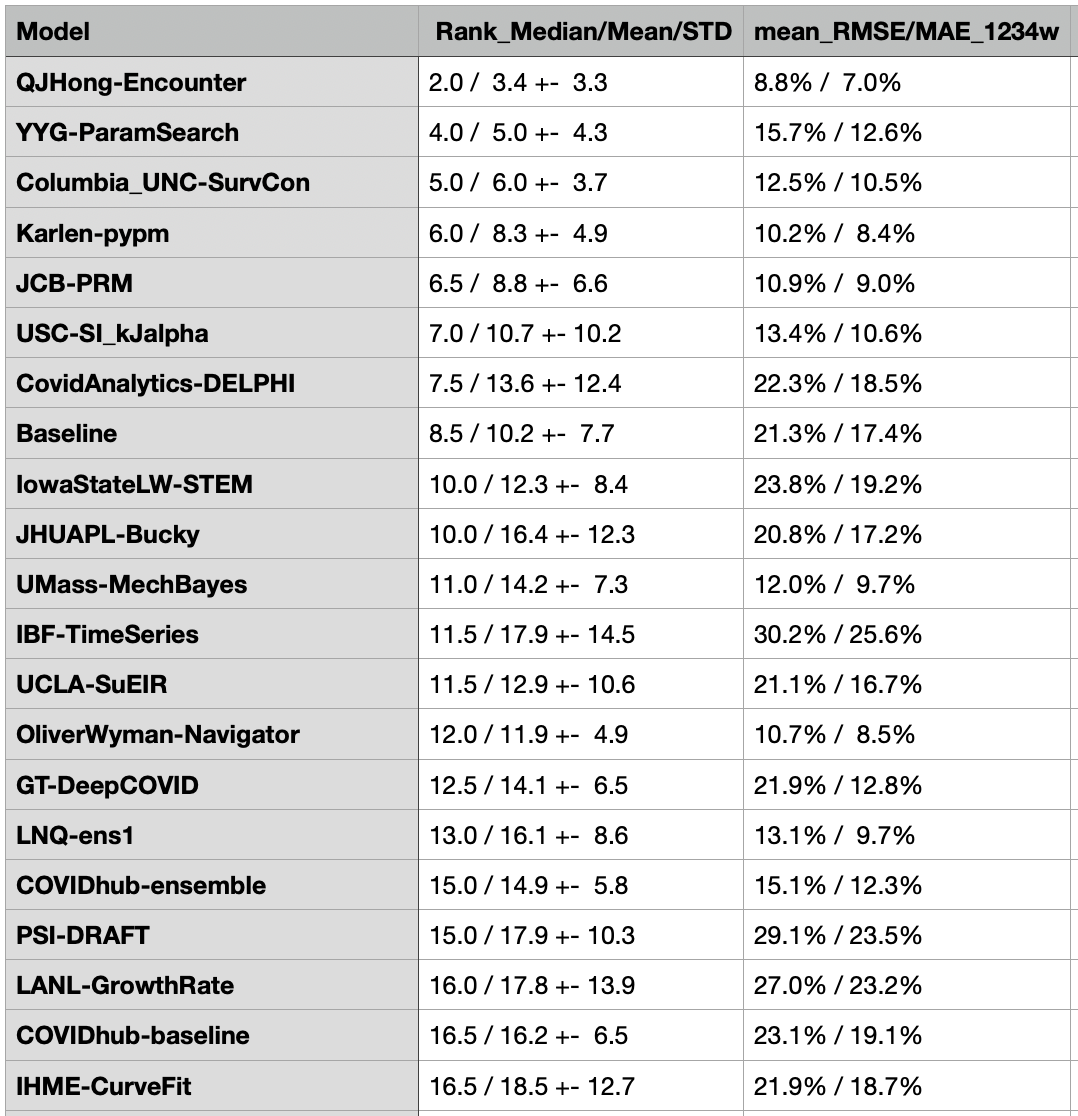 Model Rank_Median/Mean/STD mean_RMSE/MAE_1234w
QJHong-Encounter 2.0 / 3.4 +- 3.3 8.8% / 7.0%
YYG-ParamSearch 4.0 / 5.0 +- 4.3 15.7% / 12.6%
Columbia_UNC-SurvCon 5.0 / 6.0 +- 3.7 12.5% / 10.5%
Karlen-pypm 6.0 / 8.3 +- 4.9 10.2% / 8.4%
JCB-PRM 6.5 / 8.8 +- 6.6 10.9% / 9.0%
USC-SI_kJalpha 7.0 / 10.7 +- 10.2 13.4% / 10.6%
CovidAnalytics-DELPHI 7.5 / 13.6 +- 12.4 22.3% / 18.5%
Baseline 8.5 / 10.2 +- 7.7 21.3% / 17.4%
IowaStateLW-STEM 10.0 / 12.3 +- 8.4 23.8% / 19.2%
JHUAPL-Bucky 10.0 / 16.4 +- 12.3 20.8% / 17.2%
UMass-MechBayes 11.0 / 14.2 +- 7.3 12.0% / 9.7%
IBF-TimeSeries 11.5 / 17.9 +- 14.5 30.2% / 25.6%
UCLA-SuEIR 11.5 / 12.9 +- 10.6 21.1% / 16.7%
OliverWyman-Navigator 12.0 / 11.9 +- 4.9 10.7% / 8.5%
GT-DeepCOVID 12.5 / 14.1 +- 6.5 21.9% / 12.8%
LNQ-ens1 13.0 / 16.1 +- 8.6 13.1% / 9.7%
COVIDhub-ensemble 15.0 / 14.9 +- 5.8 15.1% / 12.3%
PSI-DRAFT 15.0 / 17.9 +- 10.3 29.1% / 23.5%
LANL-GrowthRate 16.0 / 17.8 +- 13.9 27.0% / 23.2%
COVIDhub-baseline 16.5 / 16.2 +- 6.5 23.1% / 19.1%
IHME-CurveFit 16.5 / 18.5 +- 12.7 21.9% / 18.7%